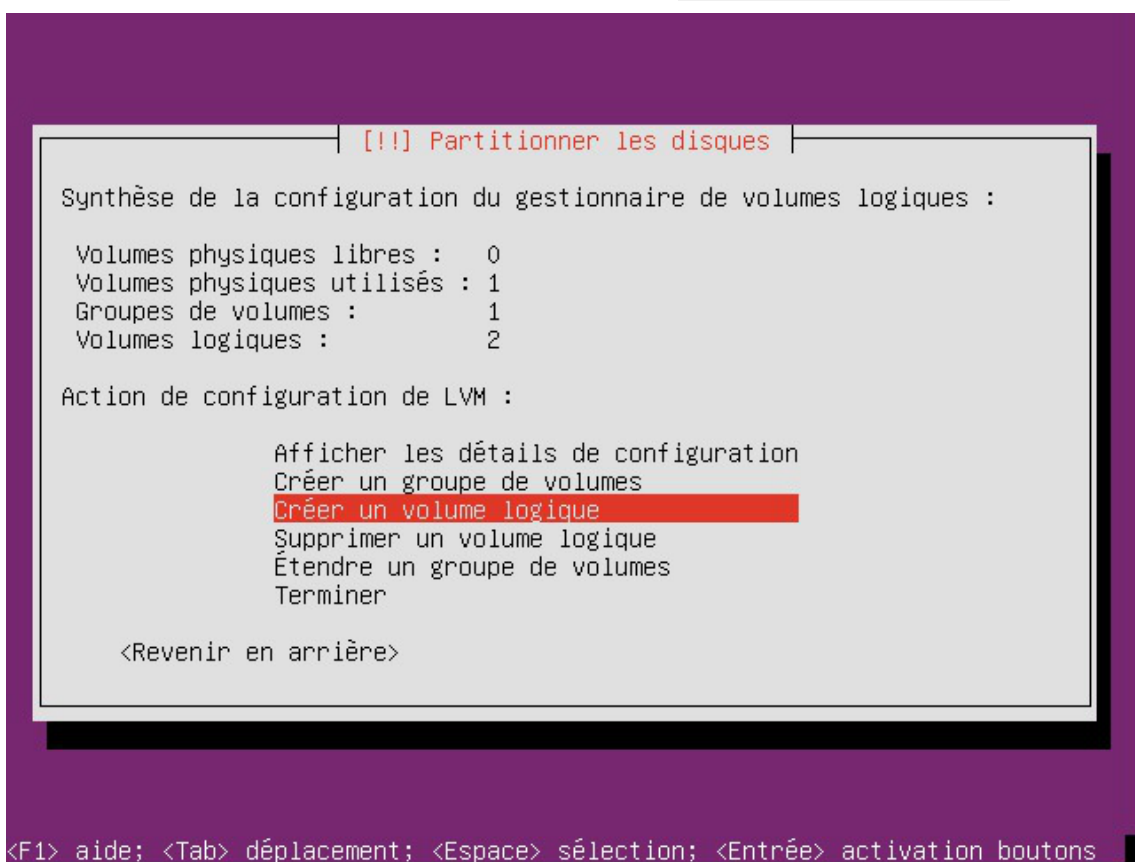 [!!] Partitionner les disques
Synthèse de la configuration du gestionnaire de volumes logiques :
Volumes physiques libres : 0
Volumes physiques utilisés : 1
Groupes de volumes : 1
Volumes logiques : 2
Action de configuration de LVM :
Afficher les détails de configuration
Créer un groupe de volumes
Créer un volume logique
Supprimer un volume logique
Étendre un groupe de volumes
Terminer
<Revenir en arrière>
<F1> aide; <Tab> déplacement; <Espace> sélection; <Entrée> activation boutons